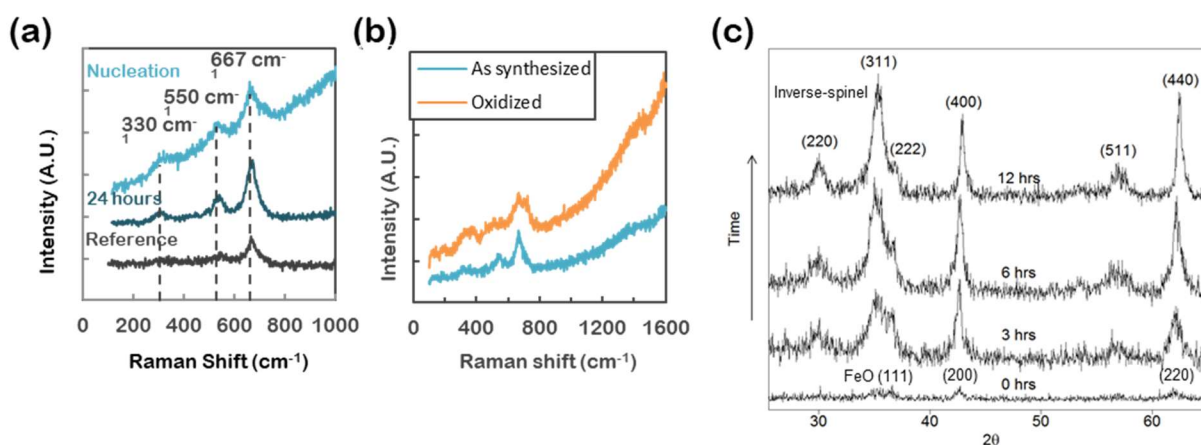 (a)
667 cm-
1
Nucleation
550 cm-
1
330 cm-
1
24 hours
Reference
Intensity (A.U.)
0 200 400 600 800 1000
Raman Shift (cm-1)
(b)
As synthesized
Oxidized
Intensity (A.U.)
0 400 800 1200 1600
Raman shift (cm-1)
(c)
(311)
(440)
Inverse-spinel
(400)
(220)
(222)
(511)
12 hrs
6 hrs
3 hrs
FeO (111) (200) 0 hrs (220)
Time
30 40 50 60
2θ